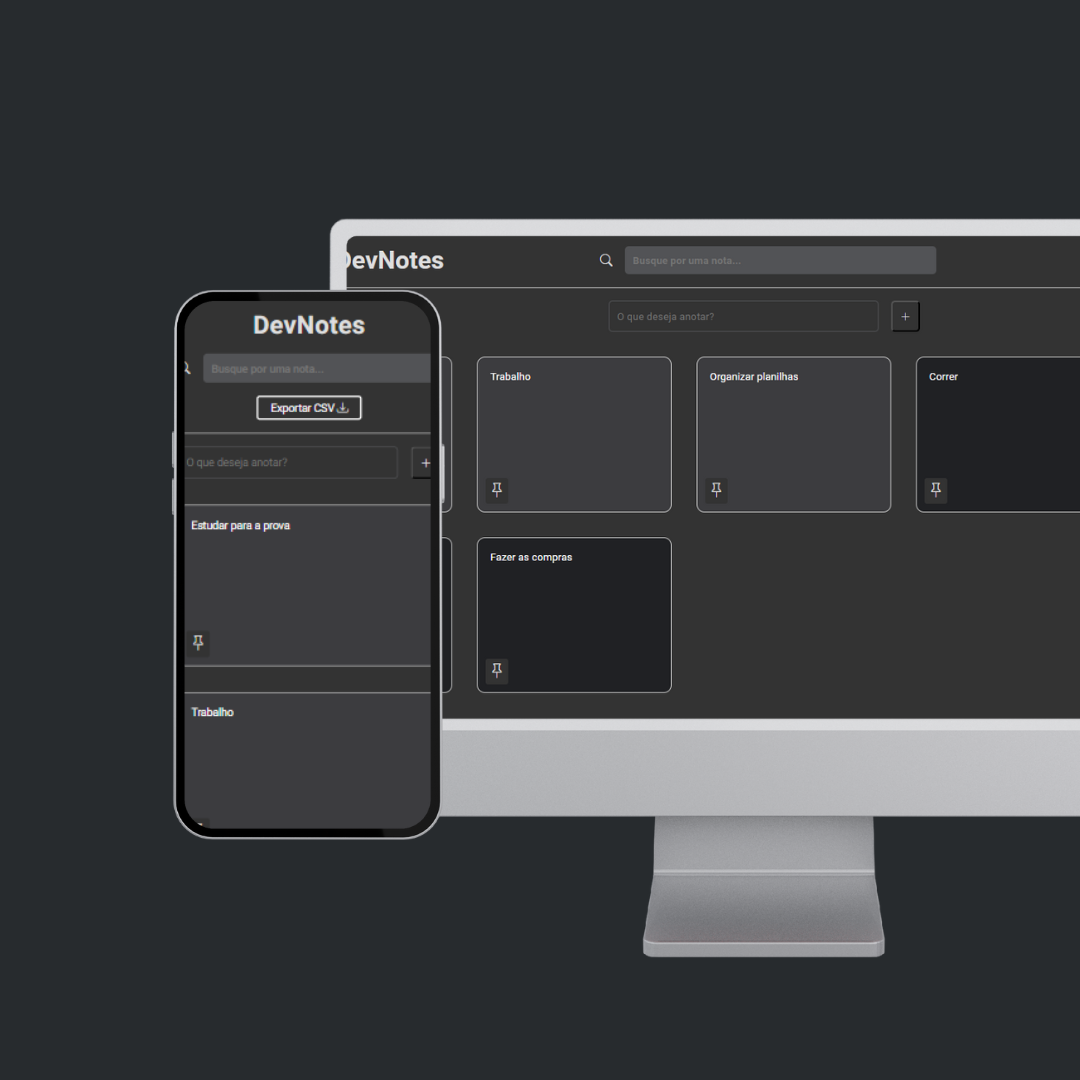 DevNotes
Busque por uma nota...
O que deseja anotar?
+
Trabalho
Organizar planilhas
Correr
Fazer as compras
DevNotes
Busque por uma nota...
Exportar CSV
O que deseja anotar?
+
Estudar para a prova
Trabalho